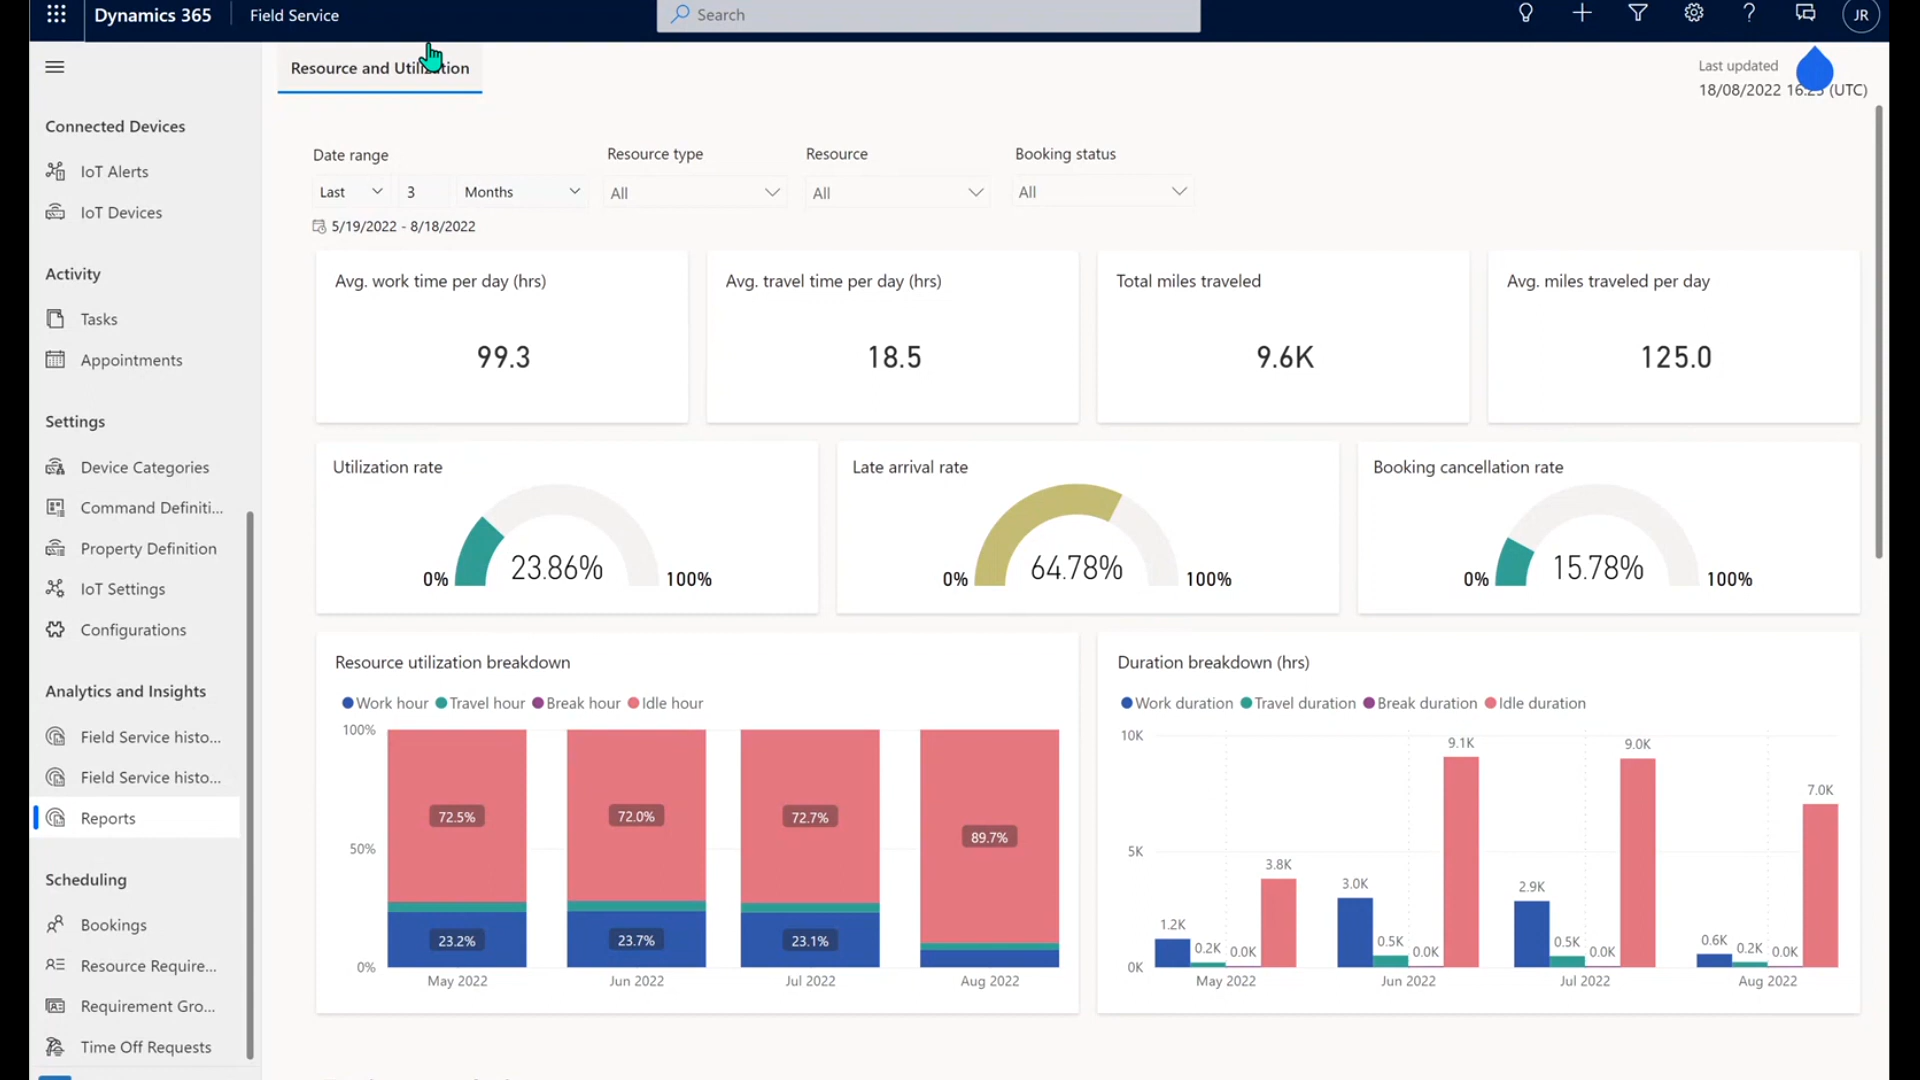 Dynamics 365
Field Service
Search
JR
Resource and Utilization
Last updated
18/08/2022 16:25 (UTC)
Connected Devices
IoT Alerts
IoT Devices
Activity
Tasks
Appointments
Settings
Device Categories
Command Definiti...
Property Definition
IoT Settings
Configurations
Analytics and Insights
Field Service histo...
Field Service histo...
Reports
Scheduling
Bookings
Resource Require...
Requirement Gro...
Time Off Requests
Date range
Resource type
Resource
Booking status
Last
3
Months
All
All
All
5/19/2022 - 8/18/2022
Avg. work time per day (hrs)
99.3
Avg. travel time per day (hrs)
18.5
Total miles traveled
9.6K
Avg. miles traveled per day
125.0
Utilization rate
0% 23.86% 100%
Late arrival rate
0% 64.78% 100%
Booking cancellation rate
0% 15.78% 100%
Resource utilization breakdown
Work hour Travel hour Break hour Idle hour
100%
50%
0%
72.5%
72.0%
72.7%
89.7%
23.2%
23.7%
23.1%
May 2022 Jun 2022 Jul 2022 Aug 2022
Duration breakdown (hrs)
Work duration Travel duration Break duration Idle duration
10K
5K
0K
1.2K
0.2K
0.0K
3.8K
3.0K
0.5K
0.0K
9.1K
2.9K
0.5K
0.0K
9.0K
0.6K
0.2K
0.0K
7.0K
May 2022 Jun 2022 Jul 2022 Aug 2022